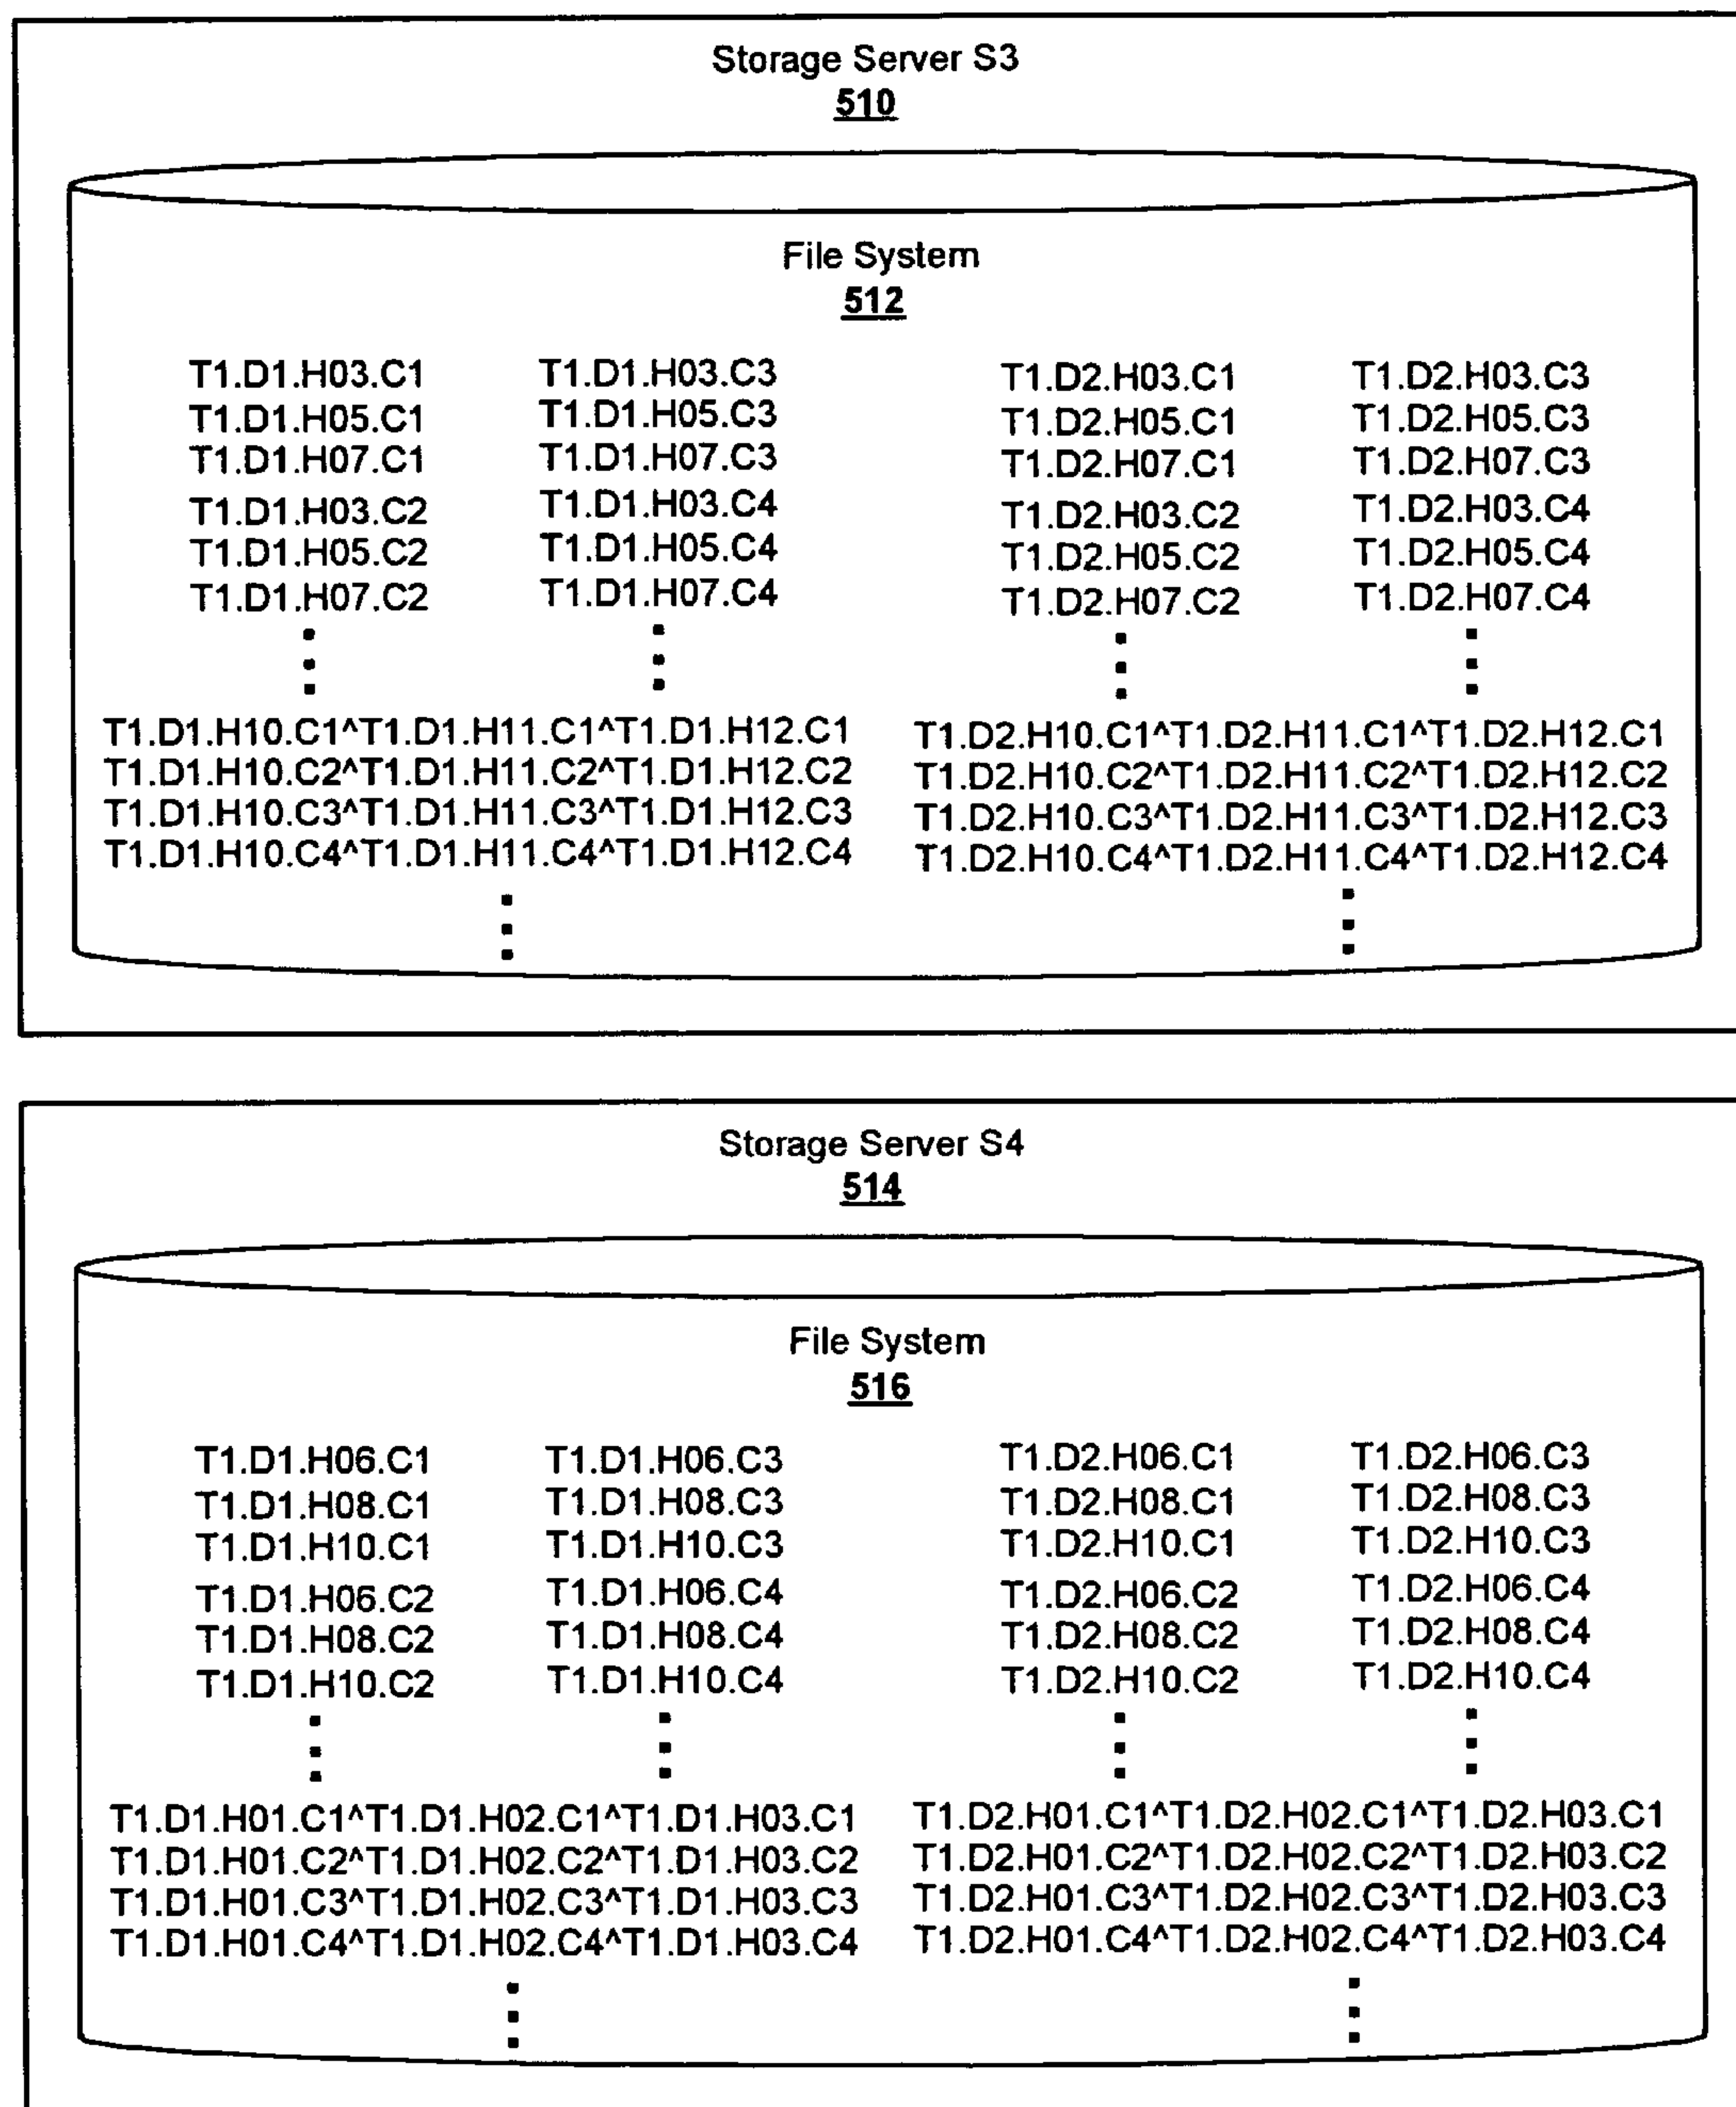 Storage Server S3
510
File System
512
T1.D1.H03.C1 T1.D1.H03.C3 T1.D2.H03.C1 T1.D2.H03.C3
T1.D1.H05.C1 T1.D1.H05.C3 T1.D2.H05.C1 T1.D2.H05.C3
T1.D1.H07.C1 T1.D1.H07.C3 T1.D2.H07.C1 T1.D2.H07.C3
T1.D1.H03.C2 T1.D1.H03.C4 T1.D2.H03.C2 T1.D2.H03.C4
T1.D1.H05.C2 T1.D1.H05.C4 T1.D2.H05.C2 T1.D2.H05.C4
T1.D1.H07.C2 T1.D1.H07.C4 T1.D2.H07.C2 T1.D2.H07.C4
T1.D1.H10.C1^T1.D1.H11.C1^T1.D1.H12.C1 T1.D2.H10.C1^T1.D2.H11.C1^T1.D2.H12.C1
T1.D1.H10.C2^T1.D1.H11.C2^T1.D1.H12.C2 T1.D2.H10.C2^T1.D2.H11.C2^T1.D2.H12.C2
T1.D1.H10.C3^T1.D1.H11.C3^T1.D1.H12.C3 T1.D2.H10.C3^T1.D2.H11.C3^T1.D2.H12.C3
T1.D1.H10.C4^T1.D1.H11.C4^T1.D1.H12.C4 T1.D2.H10.C4^T1.D2.H11.C4^T1.D2.H12.C4
Storage Server S4
514
File System
516
T1.D1.H06.C1 T1.D1.H06.C3 T1.D2.H06.C1 T1.D2.H06.C3
T1.D1.H08.C1 T1.D1.H08.C3 T1.D2.H08.C1 T1.D2.H08.C3
T1.D1.H10.C1 T1.D1.H10.C3 T1.D2.H10.C1 T1.D2.H10.C3
T1.D1.H06.C2 T1.D1.H06.C4 T1.D2.H06.C2 T1.D2.H06.C4
T1.D1.H08.C2 T1.D1.H08.C4 T1.D2.H08.C2 T1.D2.H08.C4
T1.D1.H10.C2 T1.D1.H10.C4 T1.D2.H10.C2 T1.D2.H10.C4
T1.D1.H01.C1^T1.D1.H02.C1^T1.D1.H03.C1 T1.D2.H01.C1^T1.D2.H02.C1^T1.D2.H03.C1
T1.D1.H01.C2^T1.D1.H02.C2^T1.D1.H03.C2 T1.D2.H01.C2^T1.D2.H02.C2^T1.D2.H03.C2
T1.D1.H01.C3^T1.D1.H02.C3^T1.D1.H03.C3 T1.D2.H01.C3^T1.D2.H02.C3^T1.D2.H03.C3
T1.D1.H01.C4^T1.D1.H02.C4^T1.D1.H03.C4 T1.D2.H01.C4^T1.D2.H02.C4^T1.D2.H03.C4